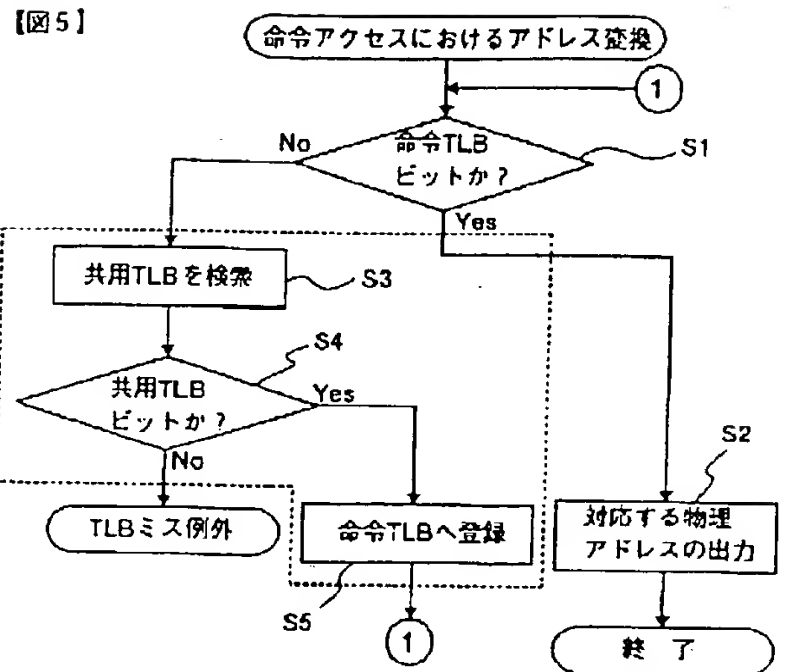 【図5】
命令アクセスにおけるアドレス変換
1
命令TLB
ヒットか?
S1
No
Yes
共用TLBを検索
S3
共用TLB
ヒットか?
S4
Yes
No
TLBミス例外
命令TLBへ登録
S5
1
対応する物理
アドレスの出力
S2
終了